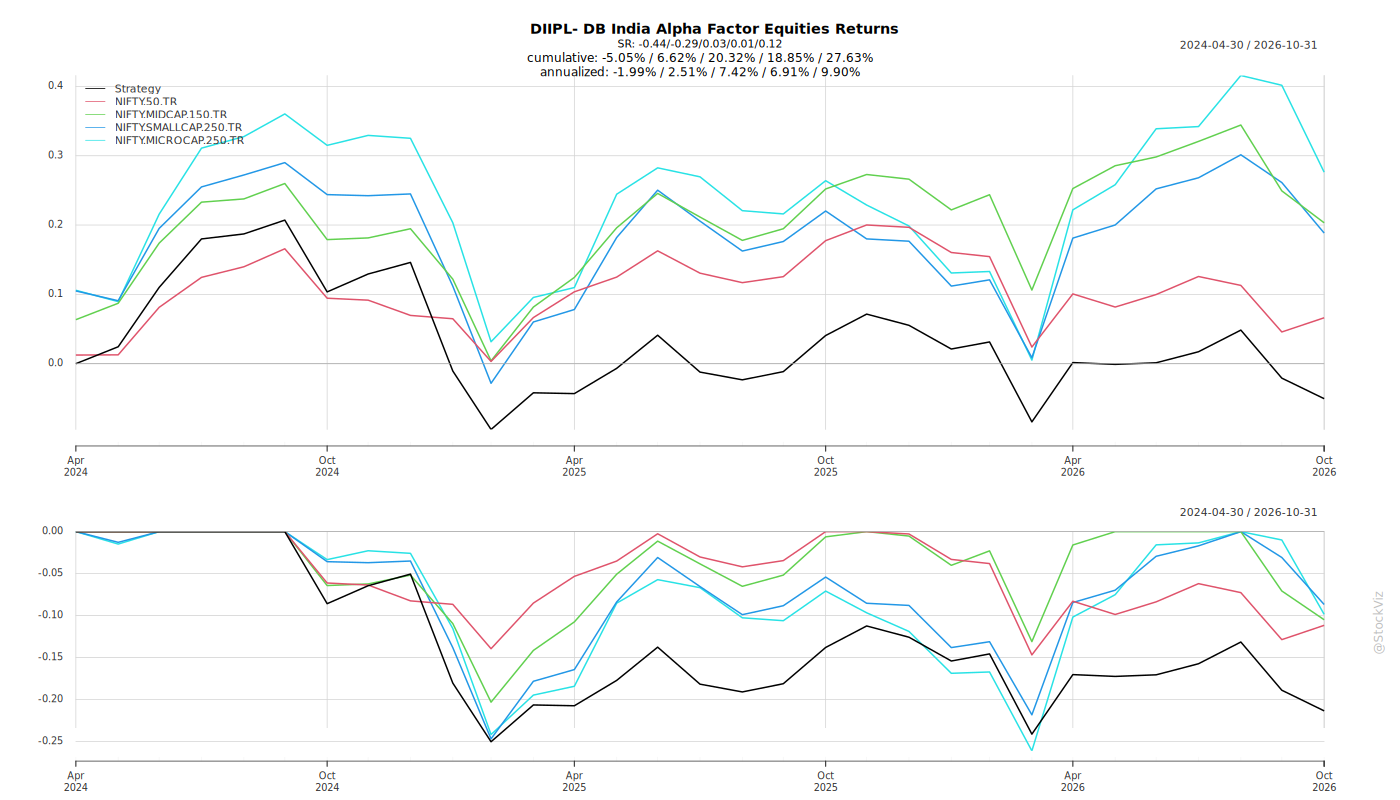 DIIPL- DB India Alpha Factor Equities Returns
SR: -0.44/-0.29/0.03/0.01/0.12
cumulative: -5.05% / 6.62% / 20.32% / 18.85% / 27.63%
annualized: -1.99% / 2.51% / 7.42% / 6.91% / 9.90%
2024-04-30 / 2026-10-31
Strategy
NIFTY.50.TR
NIFTY.MIDCAP.150.TR
NIFTY.SMALLCAP.250.TR
NIFTY.MICROCAP.250.TR
0.4
0.3
0.2
0.1
0.0
Apr 2024
Oct 2024
Apr 2025
Oct 2025
Apr 2026
Oct 2026
2024-04-30 / 2026-10-31
0.00
-0.05
-0.10
-0.15
-0.20
-0.25
Apr 2024
Oct 2024
Apr 2025
Oct 2025
Apr 2026
Oct 2026
@StockViz